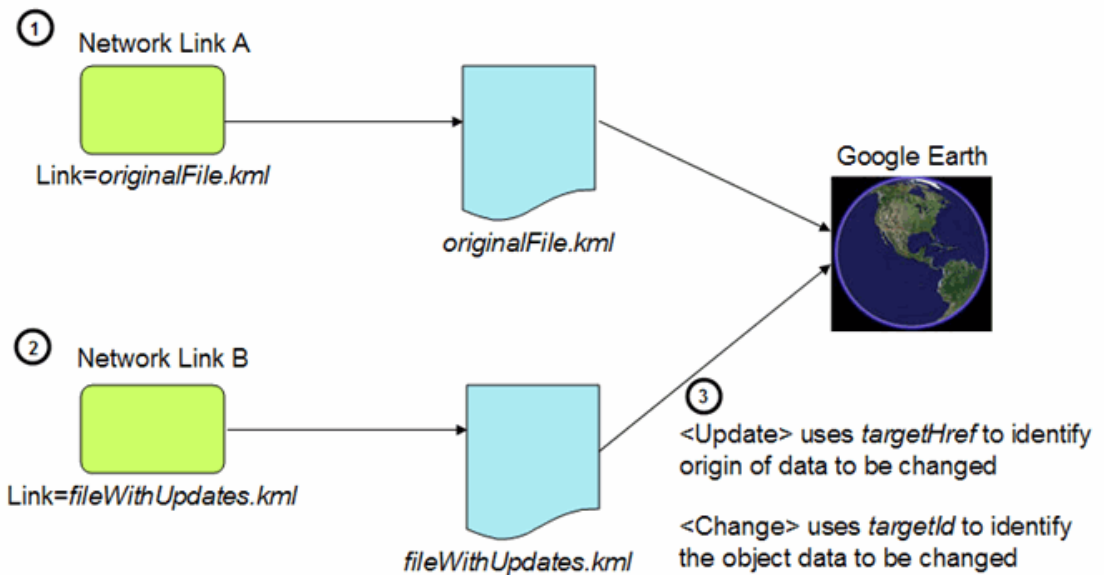 1
Network Link A
Link=originalFile.kml
originalFile.kml
Google Earth
2
Network Link B
Link=fileWithUpdates.kml
fileWithUpdates.kml
3
<Update> uses targetHref to identify
origin of data to be changed
<Change> uses targetId to identify
the object data to be changed